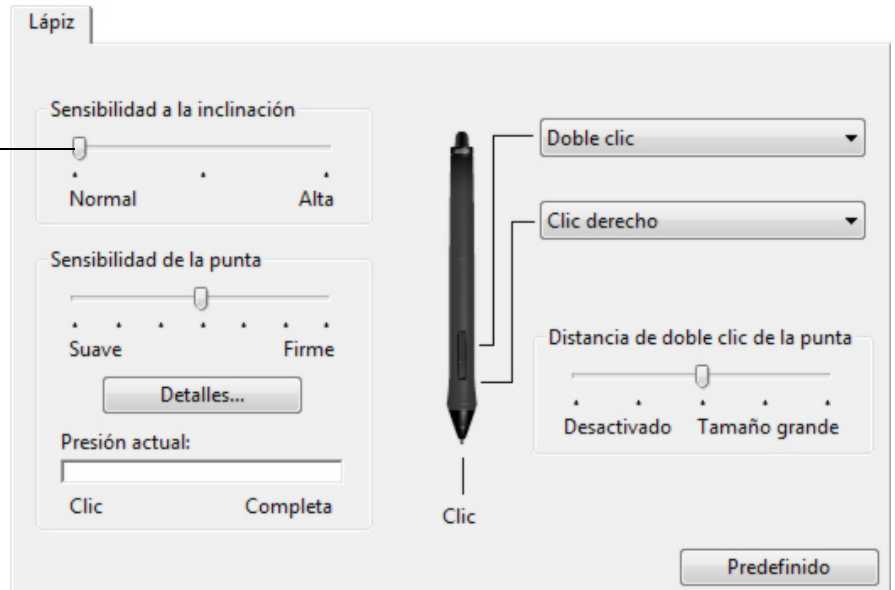 Lápiz
Sensibilidad a la inclinación
Normal Alta
Sensibilidad de la punta
Suave Firme
Detalles...
Presión actual:
Clic Completa
Doble clic
Clic derecho
Clic
Distancia de doble clic de la punta
Desactivado Tamaño grande
Predefinido